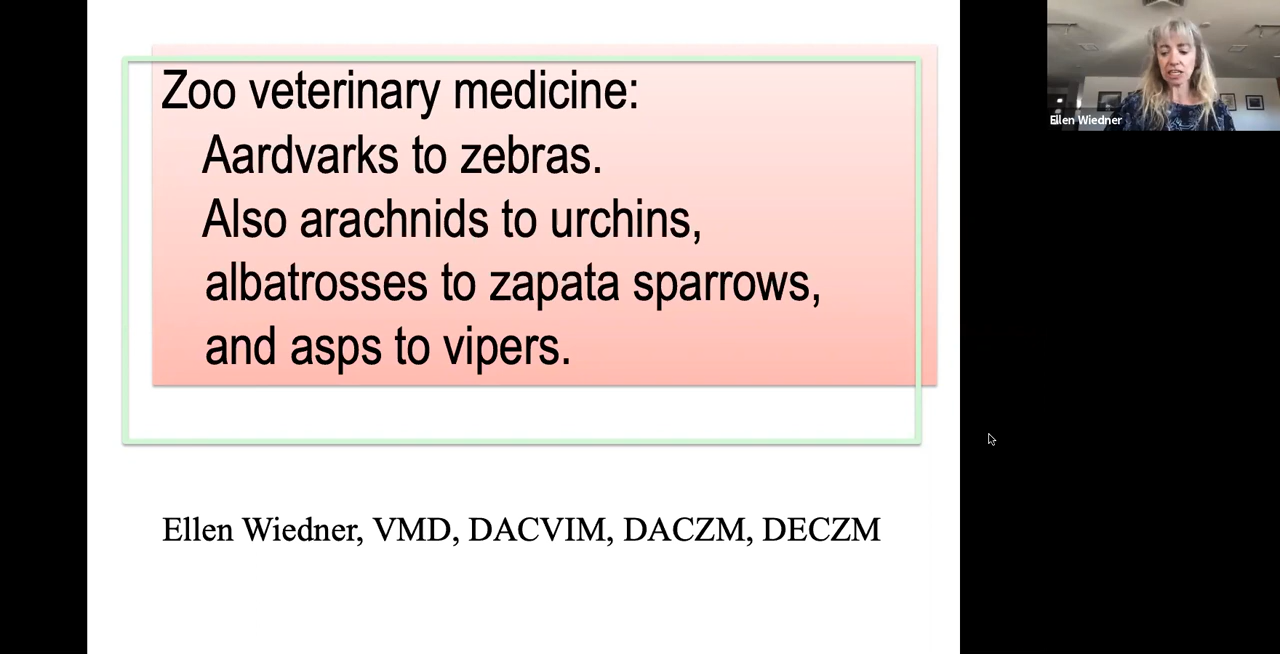 Zoo veterinary medicine:
Aardvarks to zebras.
Also arachnids to urchins,
albatrosses to zapata sparrows,
and asps to vipers.
Ellen Wiedner, VMD, DACVIM, DACZM, DECZM
Ellen Wiedner